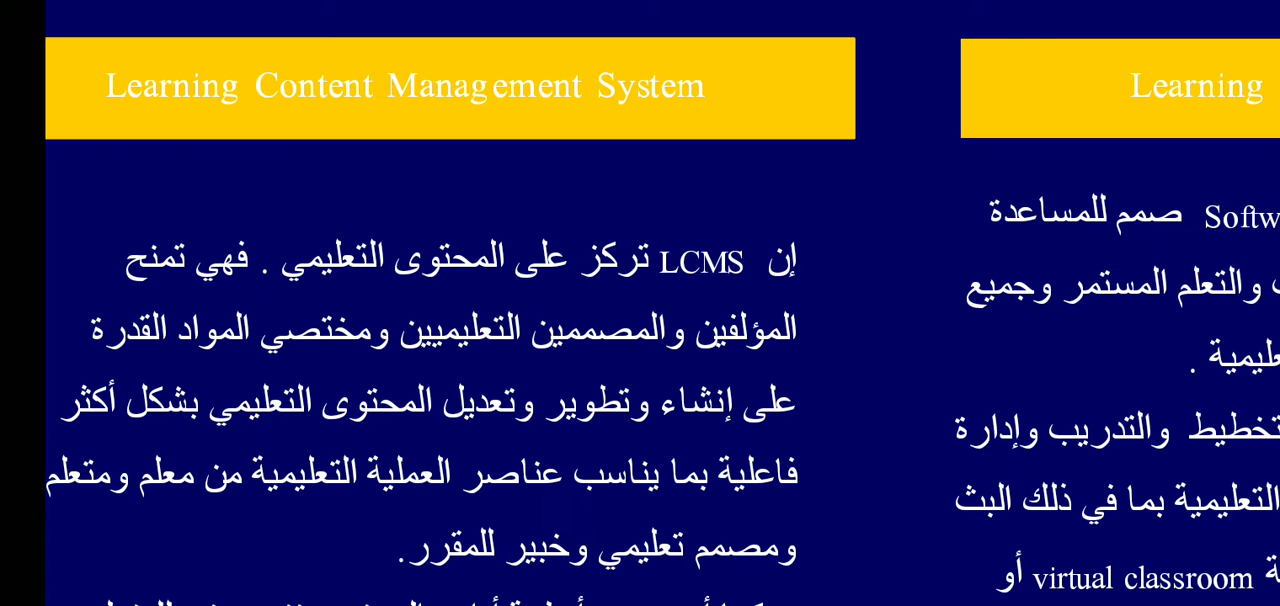 Learning Content Management System
إن LCMS تركز على المحتوى التعليمي . فهي تمنح
المؤلفين والمصممين التعليميين ومختصي المواد القدرة
على إنشاء وتطوير وتعديل المحتوى التعليمي بشكل أكثر
فاعلية بما يناسب عناصر العملية التعليمية من معلم ومتعلم
ومصمم تعليمي وخبير للمقرر.
Learning
صمم للمساعدة
والتعلم المستمر وجميع
.
تخطيط والتدريب وإدارة
التعليمية بما في ذلك البث
virtual classroom أو